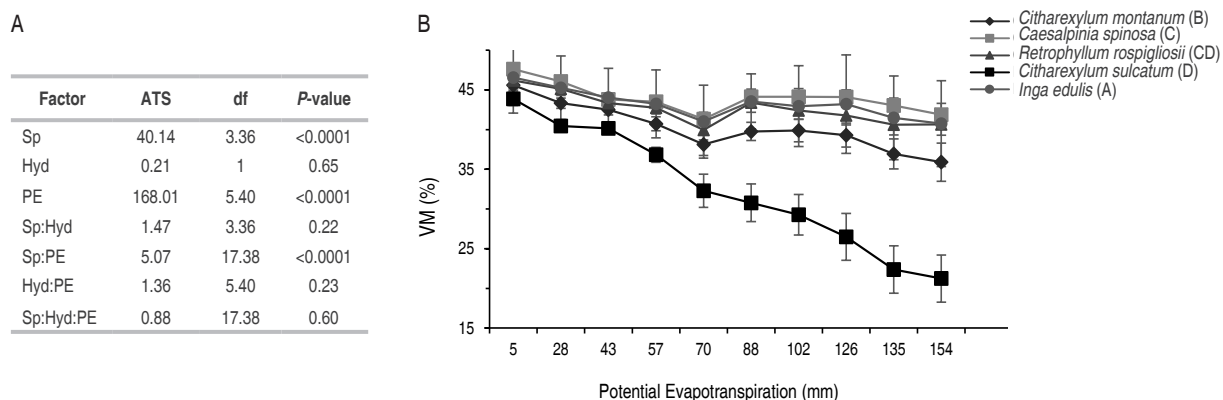 A
Factor ATS df P-value
Sp 40.14 3.36 <0.0001
Hyd 0.21 1 0.65
PE 168.01 5.40 <0.0001
Sp:Hyd 1.47 3.36 0.22
Sp:PE 5.07 17.38 <0.0001
Hyd:PE 1.36 5.40 0.23
Sp:Hyd:PE 0.88 17.38 0.60
B
Citharexylum montanum (B)
Caesalpinia spinosa (C)
Retrophyllum rospigliosii (CD)
Citharexylum sulcatum (D)
Inga edulis (A)
VM (%)
45
35
25
15
5 28 43 57 70 88 102 126 135 154
Potential Evapotranspiration (mm)